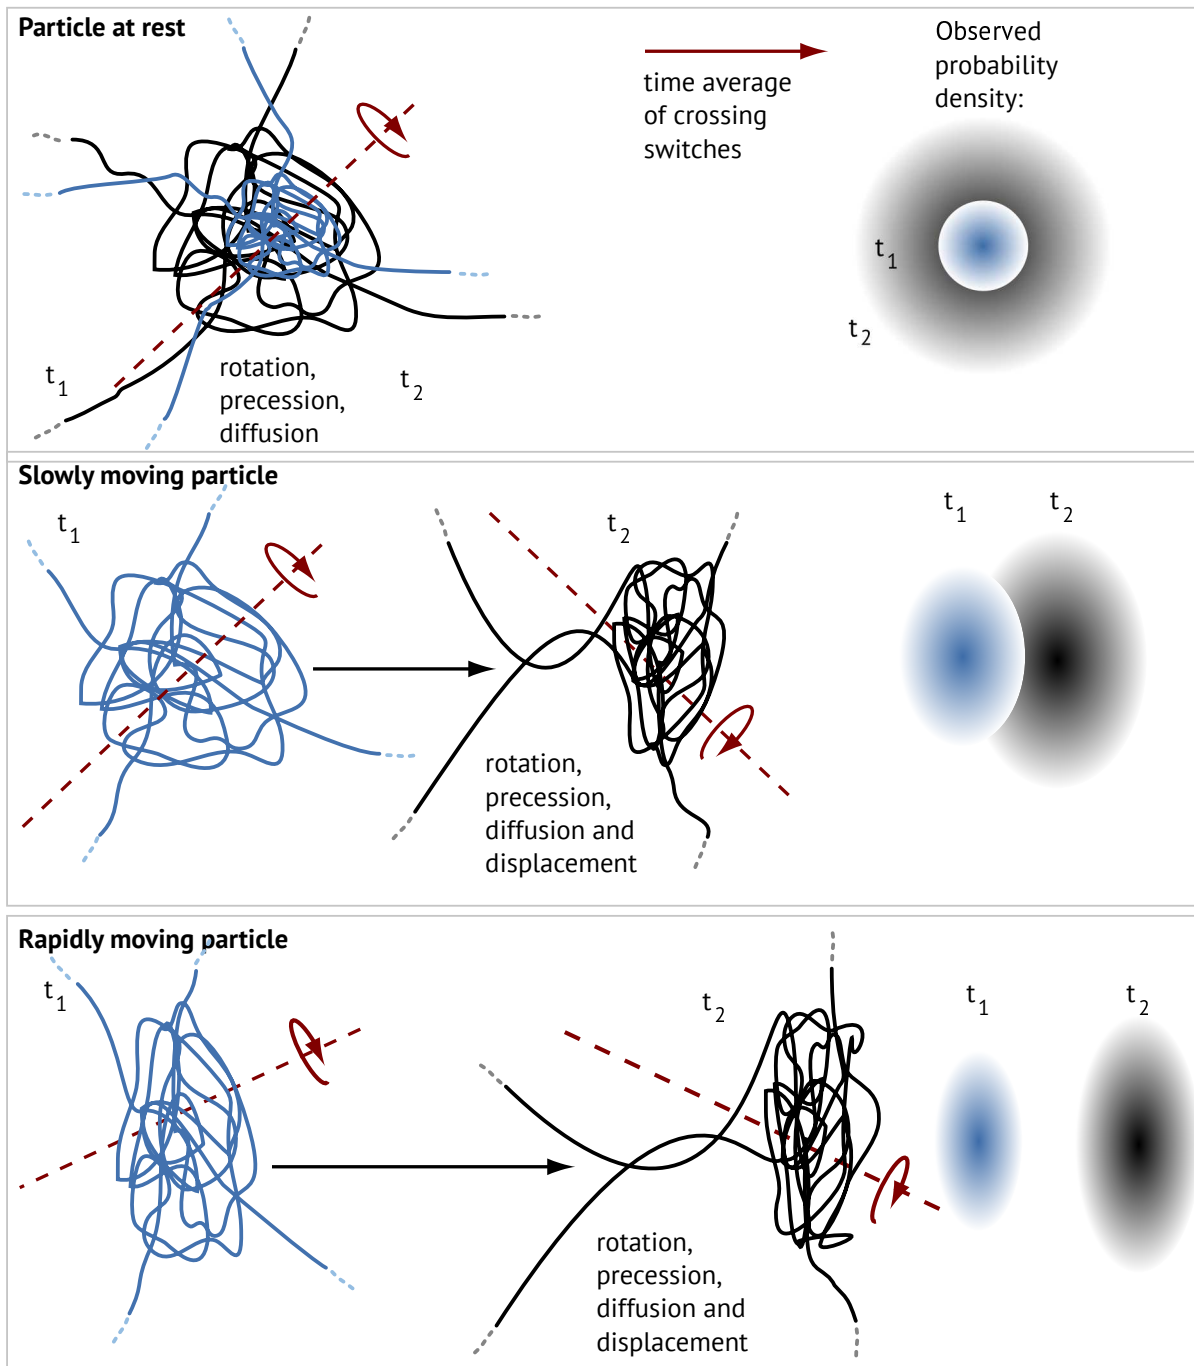 Particle at rest
time average
of crossing
switches
Observed
probability
density:
t1
t2
t1
rotation,
precession,
diffusion
t2
Slowly moving particle
t1
t2
t1
t2
rotation,
precession,
diffusion and
displacement
Rapidly moving particle
t1
t2
t1
t2
rotation,
precession,
diffusion and
displacement